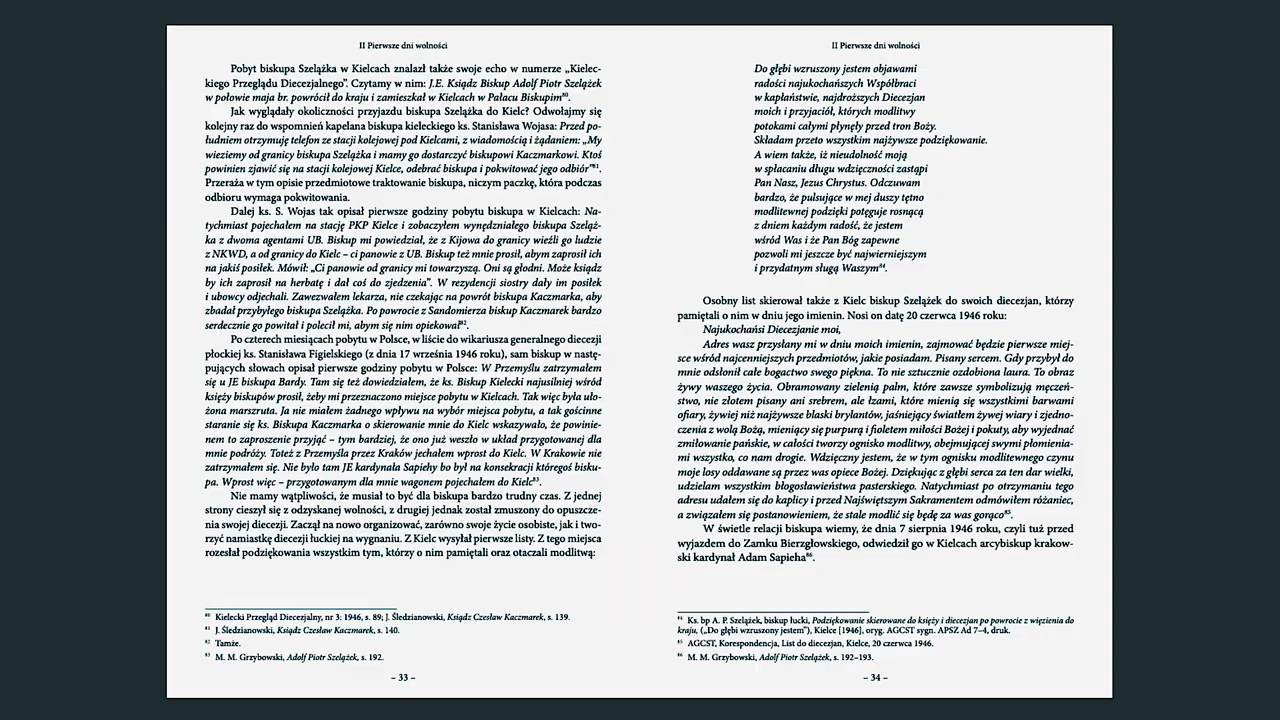 II Pierwsze dni wolności
Pobyt biskupa Szelążka w Kielcach znalazł także swoje echo w numerze „Kielec-
kiego Przeglądu Diecezjalnego”. Czytamy w nim: J.E. Ksiądz Biskup Adolf Piotr Szelążek
w połowie maja br. powrócił do kraju i zamieszkał w Kielcach w Pałacu Biskupim⁸⁰.
Jak wyglądały okoliczności przyjazdu biskupa Szelążka do Kielc? Odwołajmy się
kolejny raz do wspomnień kapelana biskupa kieleckiego ks. Stanisława Wojasa: Przed po-
łudniem otrzymuję telefon ze stacji kolejowej pod Kielcami, z wiadomością i żądaniem: „My
wieziemy od granicy biskupa Szelążka i mamy go dostarczyć biskupowi Kaczmarkowi. Ktoś
powinien zjawić się na stacji kolejowej Kielce, odebrać biskupa i pokwitować jego odbiór”⁸¹.
Przeraża w tym opisie przedmiotowe traktowanie biskupa, niczym paczkę, która podczas
odbioru wymaga pokwitowania.
Dalej ks. S. Wojas tak opisał pierwsze godziny pobytu biskupa w Kielcach: Na-
tychmiast pojechałem na stację PKP Kielce i zobaczyłem wynędzniałego biskupa Szeląż-
ka z dwoma agentami UB. Biskup mi powiedział, że z Kijowa do granicy wieźli go ludzie
z NKWD, a od granicy do Kielc – ci panowie z UB. Biskup też mnie prosił, abym zaprosił ich
na jakiś posiłek. Mówił: „Ci panowie od granicy mi towarzyszą. Oni są głodni. Może ksiądz
by ich zaprosił na herbatę i dał coś do zjedzenia”. W rezydencji siostry dały im posiłek
i ubowcy odjechali. Zawezwałem lekarza, nie czekając na powrót biskupa Kaczmarka, aby
zbadał przybyłego biskupa Szelążka. Po powrocie z Sandomierza biskup Kaczmarek bardzo
serdecznie go powitał i polecił mi, abym się nim opiekował⁸².
Po czterech miesiącach pobytu w Polsce, w liście do wikariusza generalnego diecezji
płockiej ks. Stanisława Figielskiego (z dnia 17 września 1946 roku), sam biskup w nastę-
pujących słowach opisał pierwsze godziny pobytu w Polsce: W Przemyślu zatrzymałem
się u JE biskupa Bardy. Tam się też dowiedziałem, że ks. Biskup Kielecki najusilniej wśród
księży biskupów prosił, żeby mi przeznaczono miejsce pobytu w Kielcach. Tak więc była uło-
żona marszruta. Ja nie miałem żadnego wpływu na wybór miejsca pobytu, a tak gościnne
staranie się ks. Biskupa Kaczmarka o skierowanie mnie do Kielc wskazywało, że powinie-
nem to zaproszenie przyjąć – tym bardziej, że ono już weszło w układ przygotowanej dla
mnie podróży. Toteż z Przemyśla przez Kraków jechałem wprost do Kielc. W Krakowie nie
zatrzymałem się. Nie było tam JE kardynała Sapiehy bo był na konsekracji któregoś bisku-
pa. Wprost więc – przygotowanym dla mnie wagonem pojechałem do Kielc⁸³.
Nie mamy wątpliwości, że musiał to być dla biskupa bardzo trudny czas. Z jednej
strony cieszył się z odzyskanej wolności, z drugiej jednak został zmuszony do opuszcze-
nia swojej diecezji. Zaczął na nowo organizować, zarówno swoje życie osobiste, jak i two-
rzyć namiastkę diecezji łuckiej na wygnaniu. Z Kielc wysyłał pierwsze listy. Z tego miejsca
rozesłał podziękowania wszystkim tym, którzy o nim pamiętali oraz otaczali modlitwą:
⁸⁰ Kielecki Przegląd Diecezjalny, nr 3: 1946, s. 89; J. Śledzianowski, Ksiądz Czesław Kaczmarek, s. 139.
⁸¹ J. Śledzianowski, Ksiądz Czesław Kaczmarek, s. 140.
⁸² Tamże.
⁸³ M. M. Grzybowski, Adolf Piotr Szelążek, s. 192.
– 33 –
II Pierwsze dni wolności
Do głębi wzruszony jestem objawami
radości najukochańszych Współbraci
w kapłaństwie, najdroższych Diecezjan
moich i przyjaciół, których modlitwy
potokami całymi płynęły przed tron Boży.
Składam przeto wszystkim najżywsze podziękowanie.
A wiem także, iż nieudolność moją
w spłacaniu długu wdzięczności zastąpi
Pan Nasz, Jezus Chrystus. Odczuwam
bardzo, że pulsujące w mej duszy tętno
modlitewnej podzięki potęguje rosnącą
z dniem każdym radość, że jestem
wśród Was i że Pan Bóg zapewne
pozwoli mi jeszcze być najwierniejszym
i przydatnym sługą Waszym⁸⁴.
Osobny list skierował także z Kielc biskup Szelążek do swoich diecezjan, którzy
pamiętali o nim w dniu jego imienin. Nosi on datę 20 czerwca 1946 roku:
Najukochańsi Diecezjanie moi,
Adres wasz przysłany mi w dniu moich imienin, zajmować będzie pierwsze miej-
sce wśród najcenniejszych przedmiotów, jakie posiadam. Pisany sercem. Gdy przybył do
mnie odsłonił całe bogactwo swego piękna. To nie sztucznie ozdobiona laura. To obraz
żywy waszego życia. Obramowany zielenią palm, które zawsze symbolizują męczeń-
stwo, nie złotem pisany ani srebrem, ale łzami, które mienią się wszystkimi barwami
ofiary, żywiej niż najżywsze blaski brylantów, jaśniejący światłem żywej wiary i zjedno-
czenia z wolą Bożą, mieniący się purpurą i fioletem miłości Bożej i pokuty, aby wyjednać
zmiłowanie pańskie, w całości tworzy ognisko modlitwy, obejmującej swymi płomienia-
mi wszystko, co nam drogie. Wdzięczny jestem, że w tym ognisku modlitewnego czynu
moje losy oddawane są przez was opiece Bożej. Dziękując z głębi serca za ten dar wielki,
udzielam wszystkim błogosławieństwa pasterskiego. Natychmiast po otrzymaniu tego
adresu udałem się do kaplicy i przed Najświętszym Sakramentem odmówiłem różaniec,
a związałem się postanowieniem, że stale modlić się będę za was gorąco⁸⁵.
W świetle relacji biskupa wiemy, że dnia 7 sierpnia 1946 roku, czyli tuż przed
wyjazdem do Zamku Bierzgłowskiego, odwiedził go w Kielcach arcybiskup krakow-
ski kardynał Adam Sapieha⁸⁶.
⁸⁴ Ks. bp A. P. Szelążek, biskup łucki, Podziękowanie skierowane do księży i diecezjan po powrocie z więzienia do
kraju, („Do głębi wzruszony jestem”), Kielce [1946], oryg. AGCST sygn. APSZ Ad 7–4, druk.
⁸⁵ AGCST, Korespondencja, List do diecezjan, Kielce, 20 czerwca 1946.
⁸⁶ M. M. Grzybowski, Adolf Piotr Szelążek, s. 192–193.
– 34 –